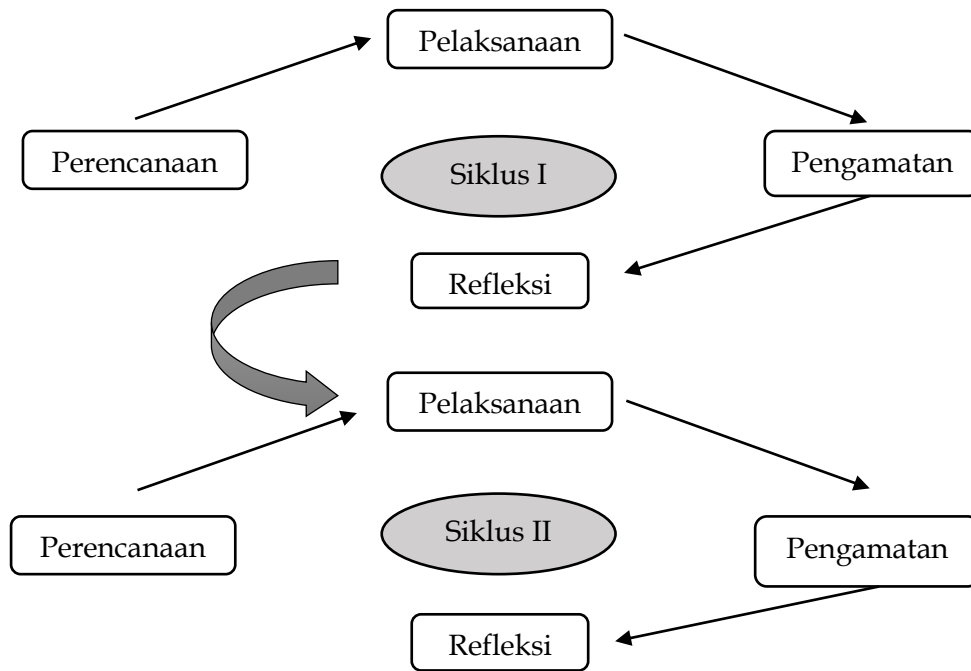 Pelaksanaan
Perencanaan
Siklus I
Pengamatan
Refleksi
Pelaksanaan
Perencanaan
Siklus II
Pengamatan
Refleksi